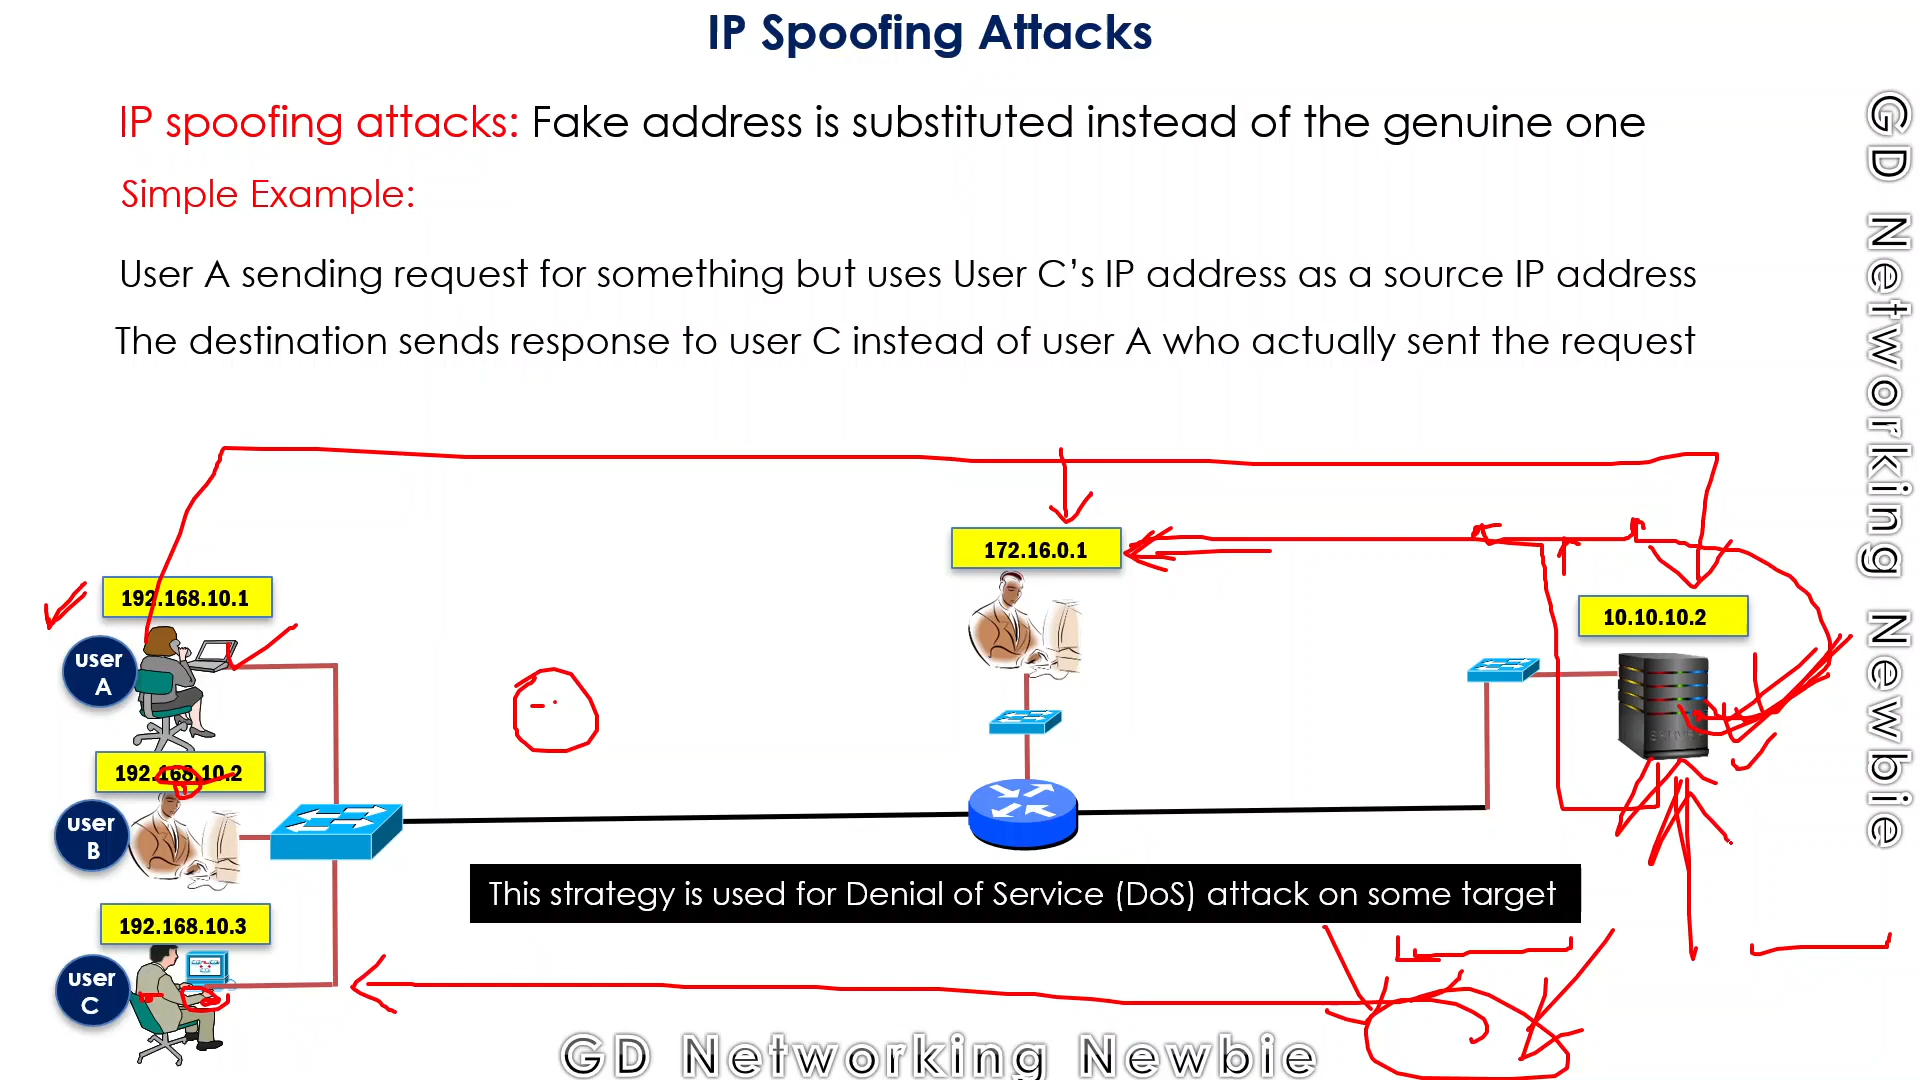 IP Spoofing Attacks
IP spoofing attacks: Fake address is substituted instead of the genuine one
Simple Example:
User A sending request for something but uses User C’s IP address as a source IP address
The destination sends response to user C instead of user A who actually sent the request
172.16.0.1
192.168.10.1
10.10.10.2
user
A
192.168.10.2
user
B
This strategy is used for Denial of Service (DoS) attack on some target
192.168.10.3
user
C
GD Networking Newbie
GD Networking Newbie